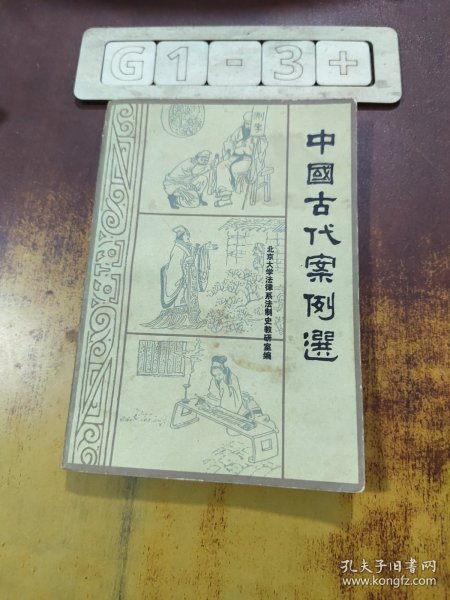 G1-3+
中國古代案例選
北京大学法律系法制史教研室编
孔夫子旧书网
www.kongfz.com